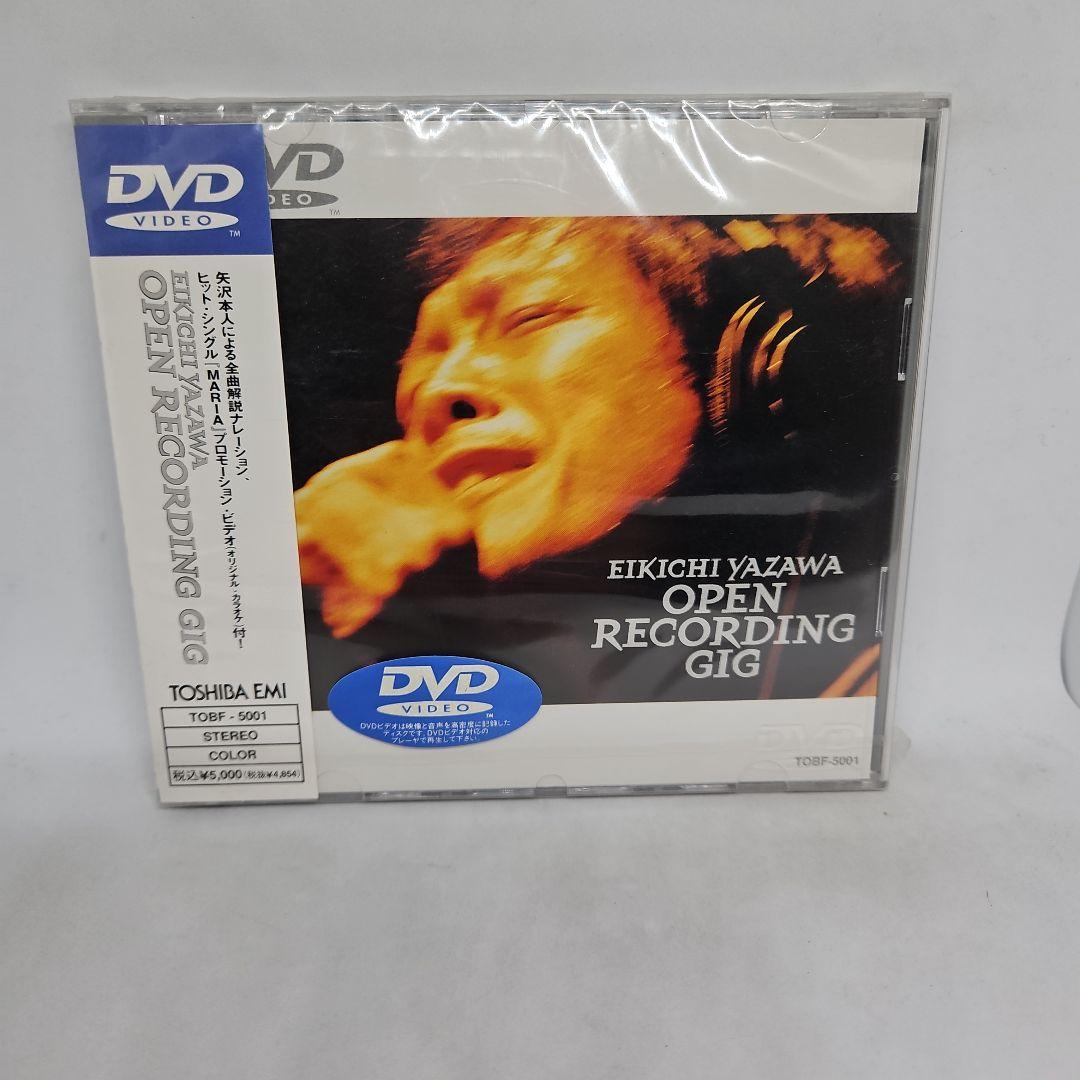 DVD
VIDEO
TM
EIKICHI YAZAWA
OPEN RECORDING GIG
矢沢本人による全曲解説ナレーション、
ヒット・シングル「MARIA」プロモーション・ビデオ(オリジナル・カラオケ)付!
TOSHIBA EMI
TOBF - 5001
STEREO
COLOR
税込¥5,000(税抜¥4,854)
VD
DEO
TM
EIKICHI YAZAWA
OPEN
RECORDING
GIG
DVD
VIDEO
TM
DVDビデオは映像と音声を高密度に記録した
ディスクです。DVDビデオ対応の
プレーヤで再生して下さい。
TOBF-5001